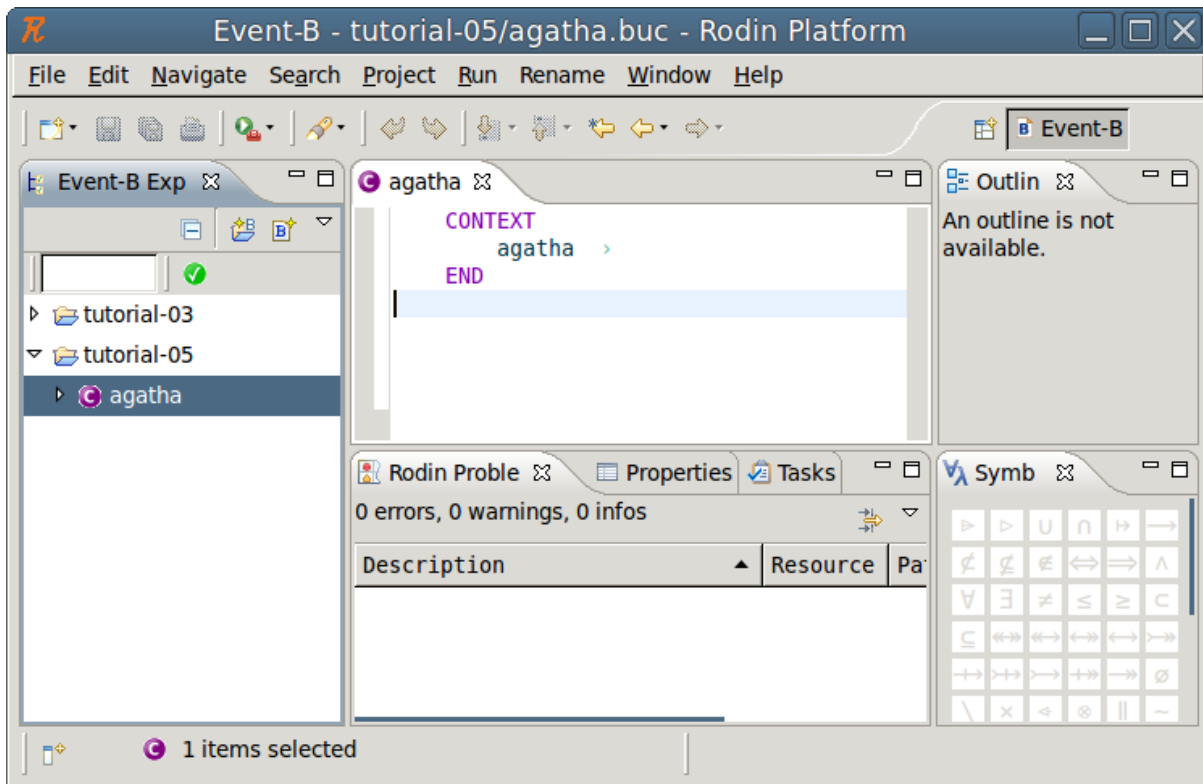 Event-B - tutorial-05/agatha.buc - Rodin Platform
File Edit Navigate Search Project Run Rename Window Help
Event-B
Event-B Exp
agatha
Outlin
CONTEXT
agatha ›
END
An outline is not
available.
tutorial-03
tutorial-05
agatha
Rodin Proble
Properties
Tasks
Symb
0 errors, 0 warnings, 0 infos
Description
Resource
Pa
∪ ∩ ↦
⊄ ⊈ ∉ ⇔ ⇒ ∧
∀ ∃ ≠ ≤ ≥ ⊂
⊆
∅
\ × ⊗ ∥ ∼
1 items selected